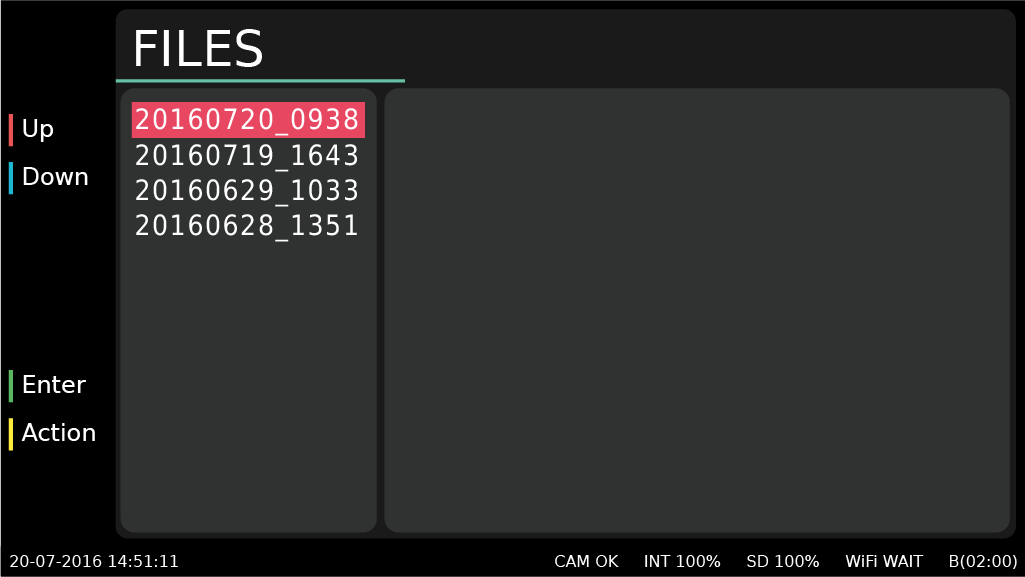 FILES
Up
Down
20160720_0938
20160719_1643
20160629_1033
20160628_1351
Enter
Action
20-07-2016 14:51:11 CAM OK INT 100% SD 100% WiFi WAIT B(02:00)